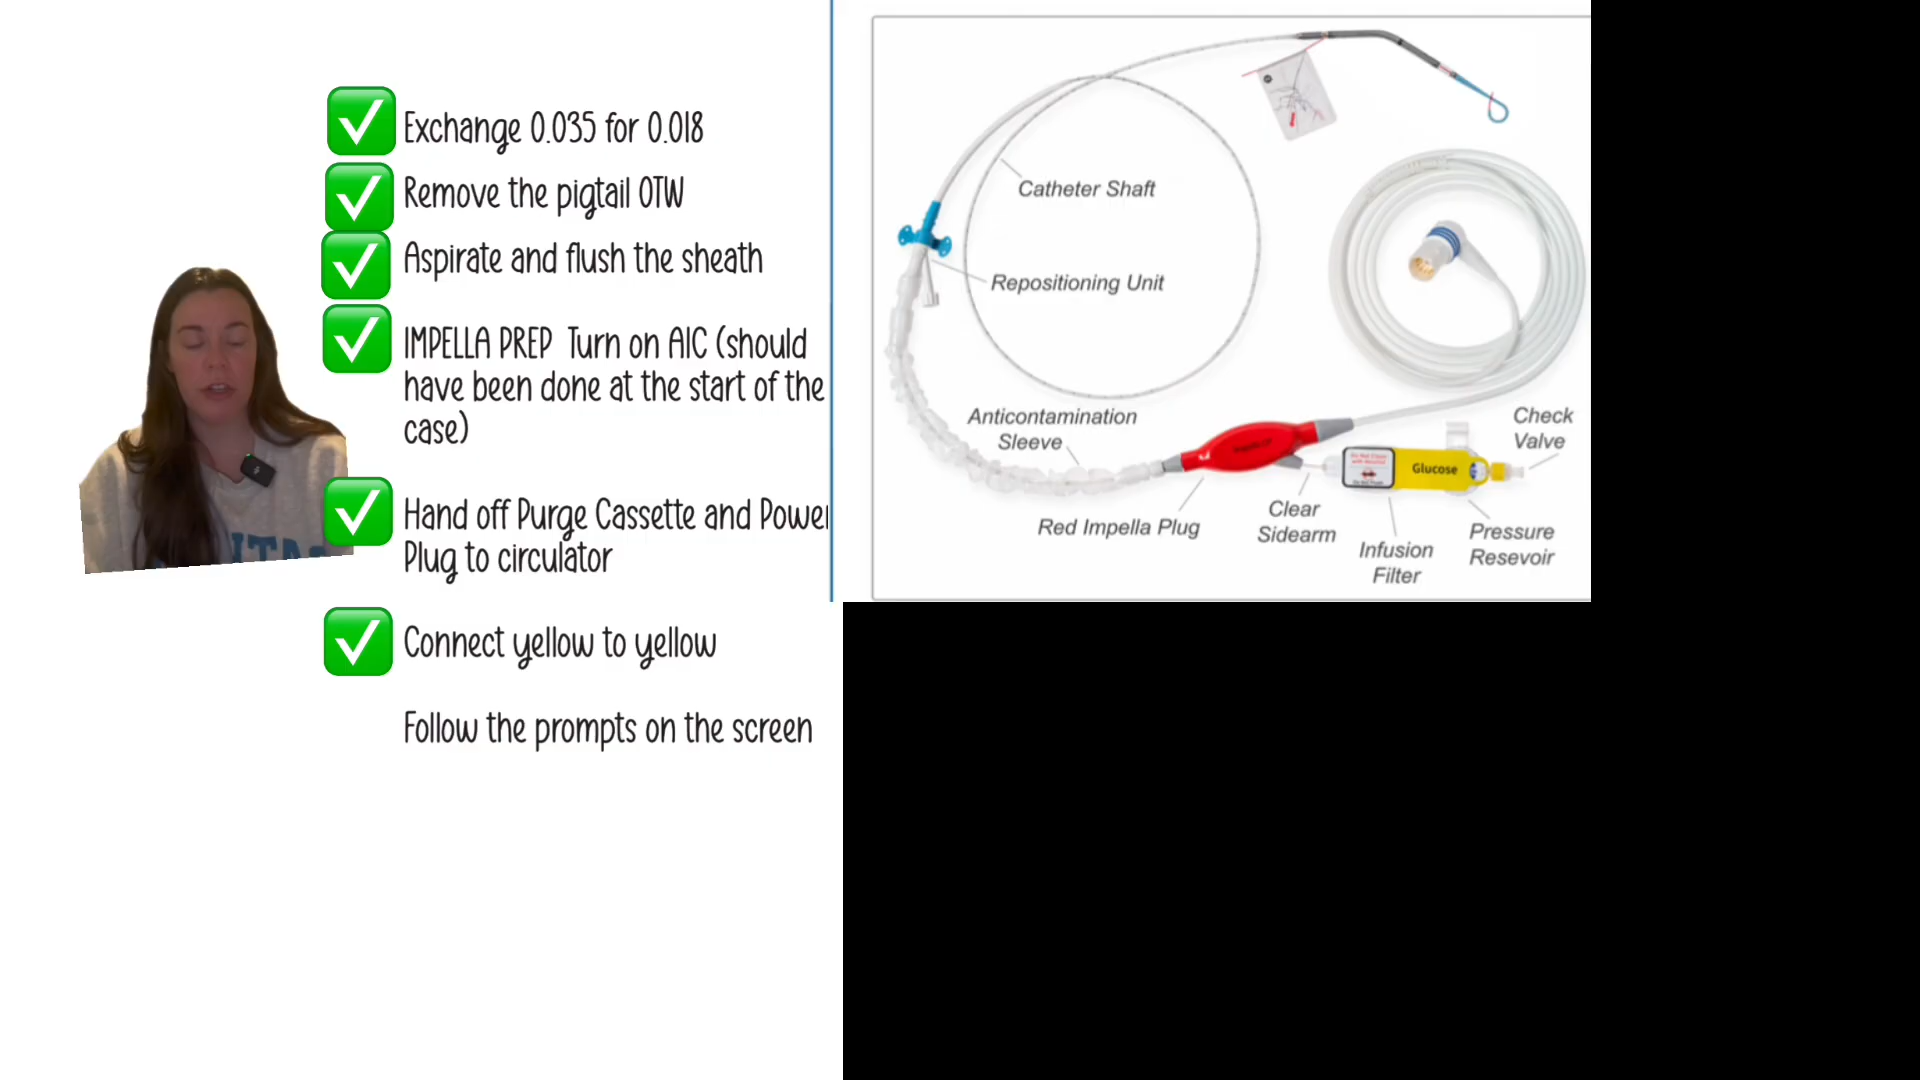 Exchange 0.035 for 0.018
Remove the pigtail OTW
Aspirate and flush the sheath
IMPELLA PREP Turn on AIC (should
have been done at the start of the
case)
Hand off Purge Cassette and Power
Plug to circulator
Connect yellow to yellow
Follow the prompts on the screen
Catheter Shaft
Repositioning Unit
Anticontamination
Sleeve
Red Impella Plug
Clear
Sidearm
Glucose
Infusion
Filter
Pressure
Resevoir
Check
Valve